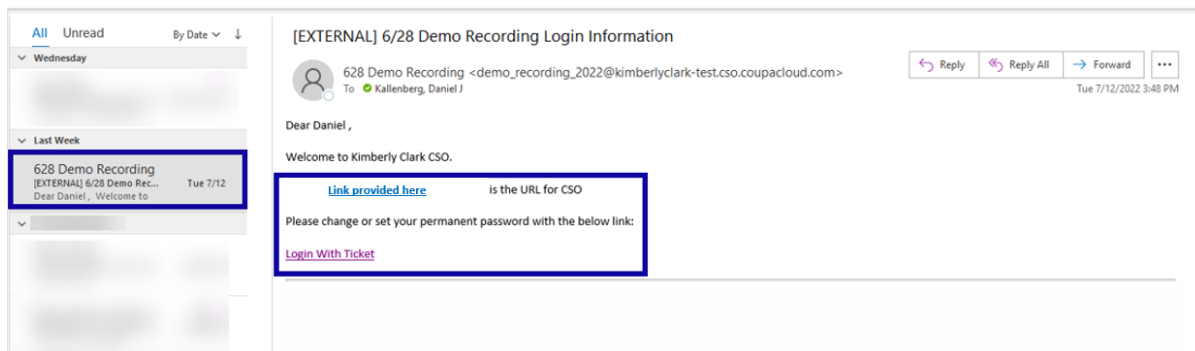 All Unread By Date
Wednesday
Last Week
628 Demo Recording
[EXTERNAL] 6/28 Demo Rec... Tue 7/12
Dear Daniel , Welcome to
[EXTERNAL] 6/28 Demo Recording Login Information
628 Demo Recording <demo_recording_2022@kimberlyclark-test.cso.coupacloud.com>
To Kallenberg, Daniel J
Reply Reply All Forward ...
Tue 7/12/2022 3:48 PM
Dear Daniel ,
Welcome to Kimberly Clark CSO.
Link provided here is the URL for CSO
Please change or set your permanent password with the below link:
Login With Ticket